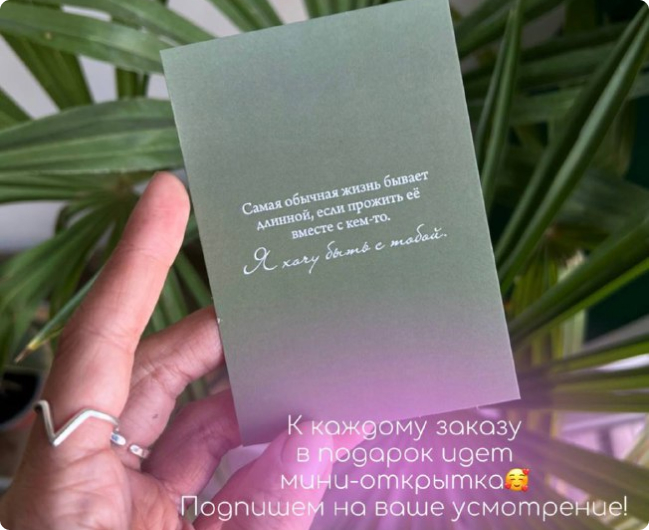 Самая обычная жизнь бывает
длинной, если прожить её
вместе с кем-то.
Я хочу быть с тобой.
К каждому заказу
в подарок идет
мини-открытка🥰
Подпишем на ваше усмотрение!